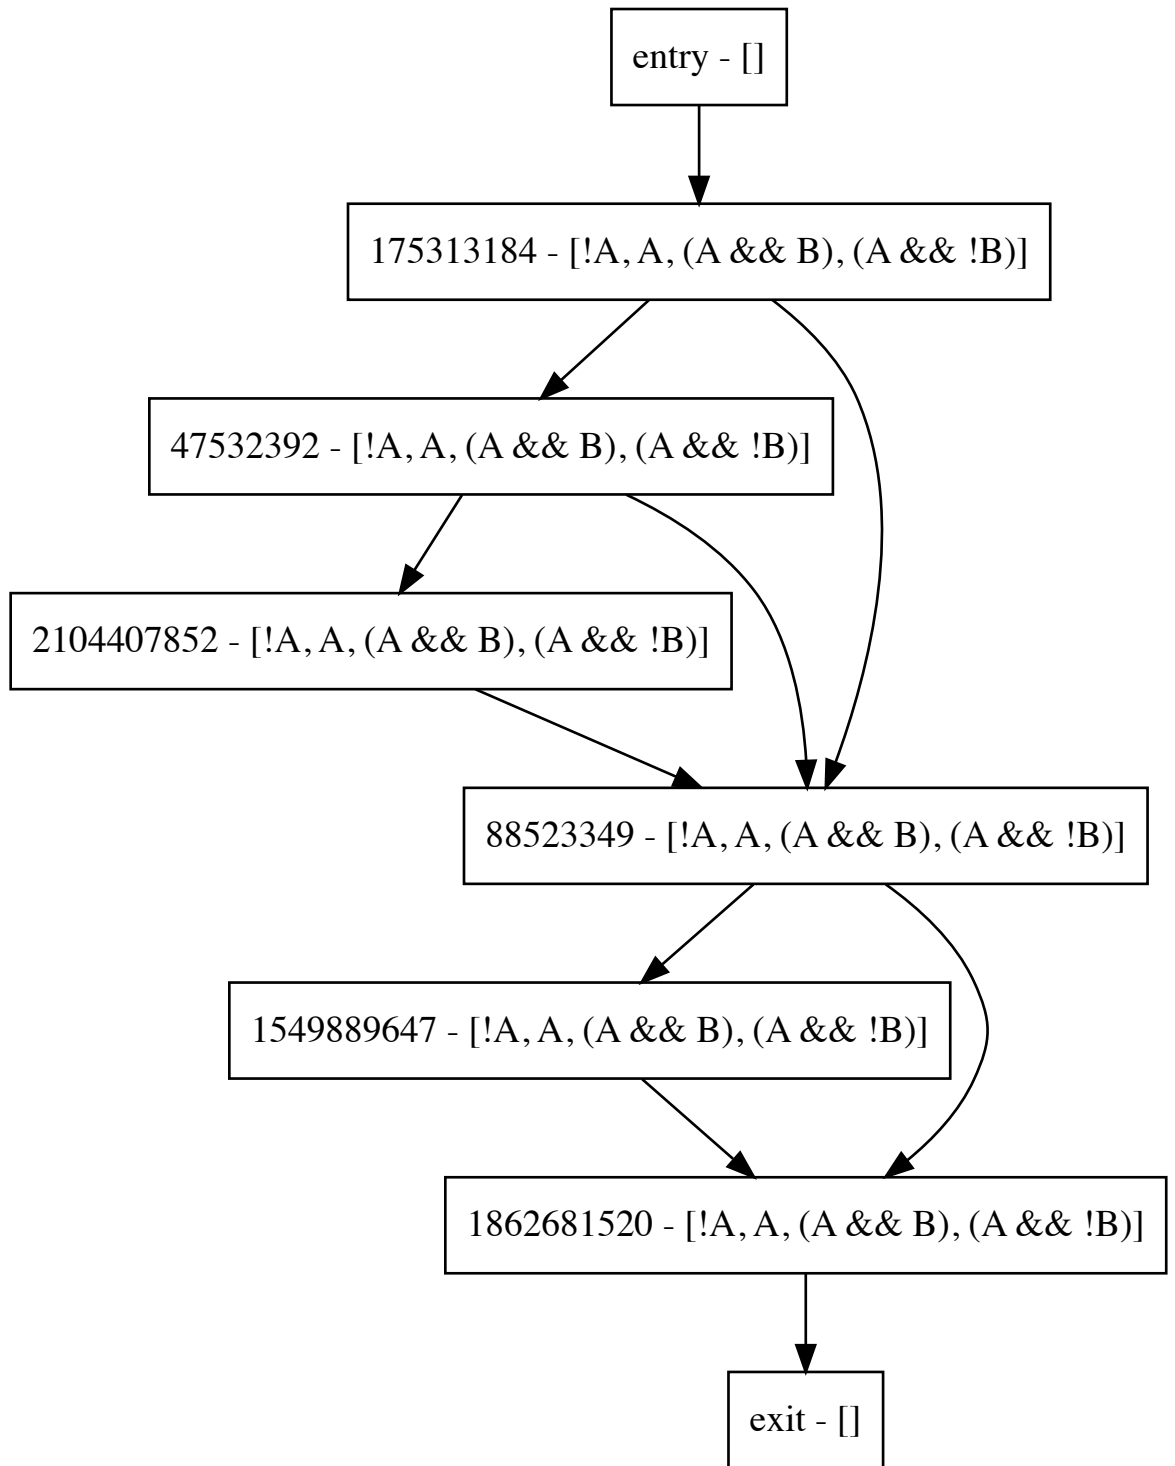 entry - []
175313184 - [!A, A, (A && B), (A && !B)]
47532392 - [!A, A, (A && B), (A && !B)]
2104407852 - [!A, A, (A && B), (A && !B)]
88523349 - [!A, A, (A && B), (A && !B)]
1549889647 - [!A, A, (A && B), (A && !B)]
1862681520 - [!A, A, (A && B), (A && !B)]
exit - []